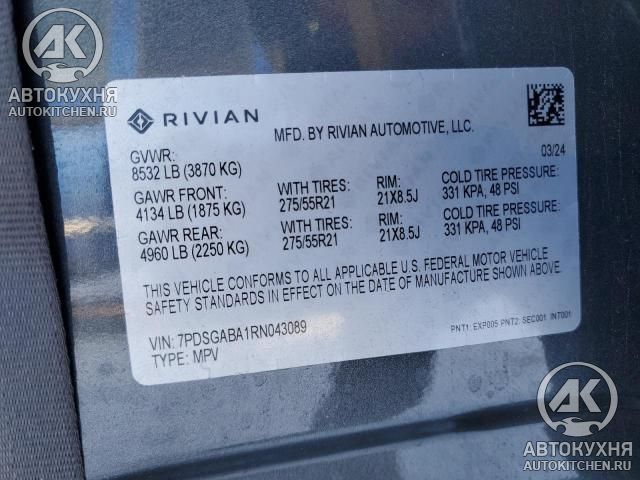 АВТОКУХНЯ
AUTOKITCHEN.RU
RIVIAN
MFD. BY RIVIAN AUTOMOTIVE, LLC.
GVWR:
8532 LB (3870 KG)
03/24
GAWR FRONT: WITH TIRES: RIM: COLD TIRE PRESSURE:
4134 LB (1875 KG) 275/55R21 21X8.5J 331 KPA, 48 PSI
GAWR REAR: WITH TIRES: RIM: COLD TIRE PRESSURE:
4960 LB (2250 KG) 275/55R21 21X8.5J 331 KPA, 48 PSI
THIS VEHICLE CONFORMS TO ALL APPLICABLE U.S. FEDERAL MOTOR VEHICLE
SAFETY STANDARDS IN EFFECT ON THE DATE OF MANUFACTURE SHOWN ABOVE.
VIN: 7PDSGABA1RN043089
TYPE: MPV
PNT1: EXP005 PNT2: SEC001 INT001
АК
АВТОКУХНЯ
AUTOKITCHEN.RU